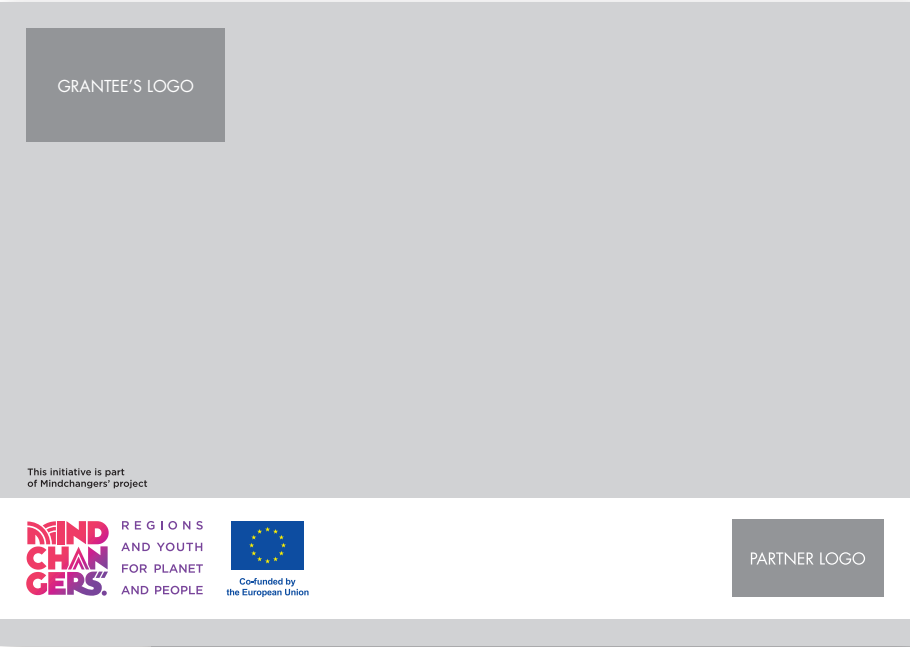 GRANTEE'S LOGO
This initiative is part
of Mindchangers' project
MIND
CHAN
GERS.
REGIONS
AND YOUTH
FOR PLANET
AND PEOPLE
Co-funded by
the European Union
PARTNER LOGO